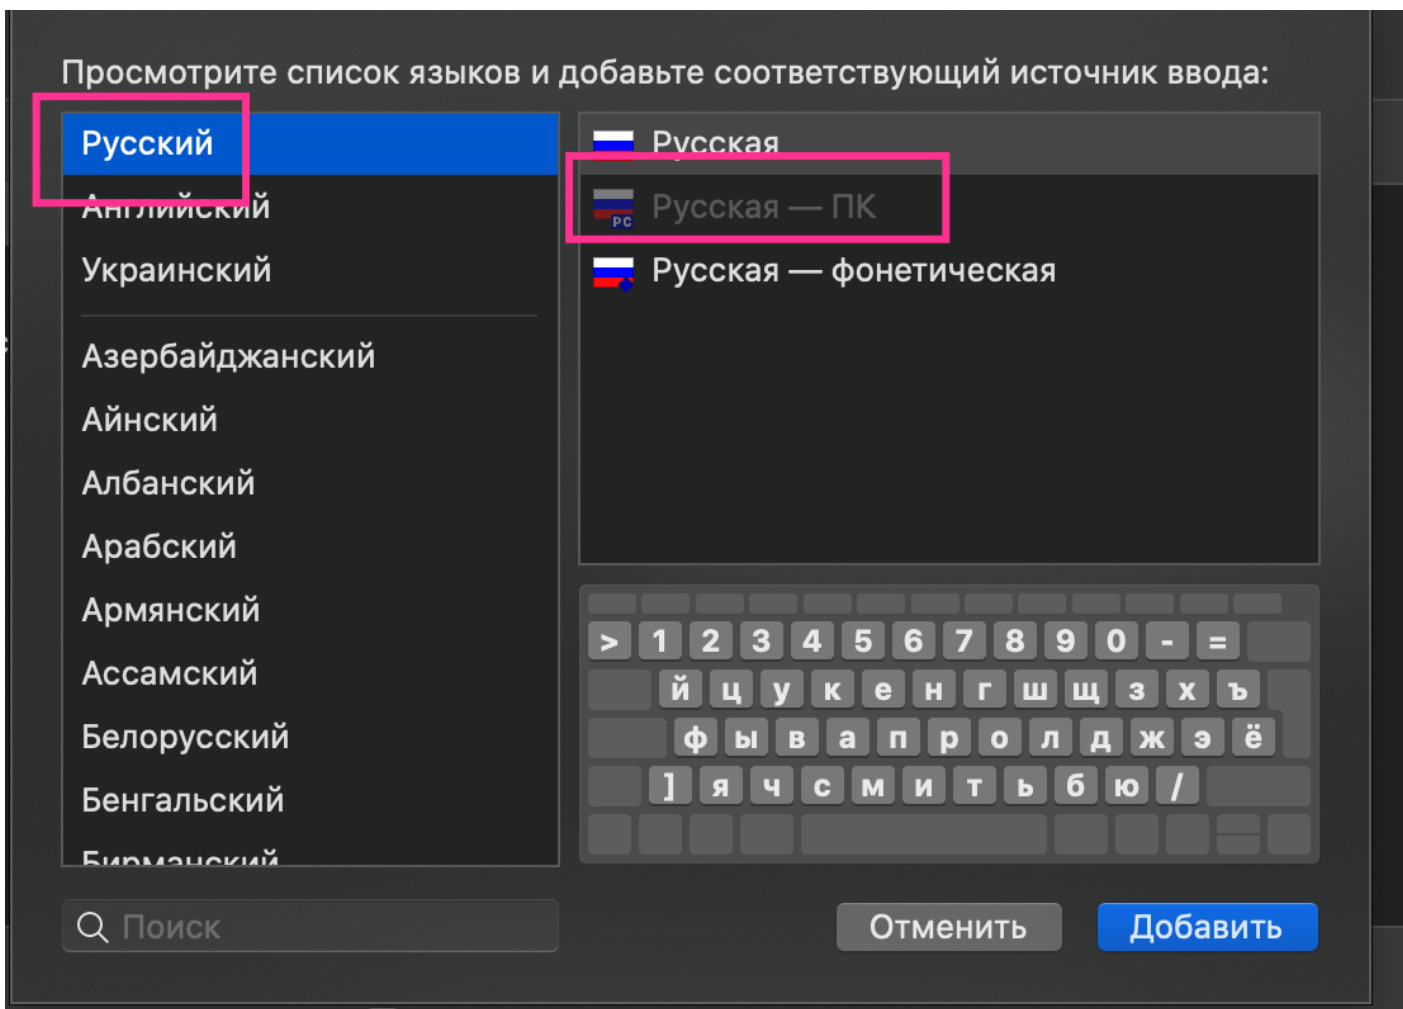 Просмотрите список языков и добавьте соответствующий источник ввода:
Русский
Английский
Украинский
Азербайджанский
Айнский
Албанский
Арабский
Армянский
Ассамский
Белорусский
Бенгальский
Бирманский
Русская
PC Русская — ПК
Русская — фонетическая
> 1 2 3 4 5 6 7 8 9 0 - =
й ц у к е н г ш щ з х ъ
ф ы в а п р о л д ж э ё
] я ч с м и т ь б ю /
Поиск
Отменить
Добавить